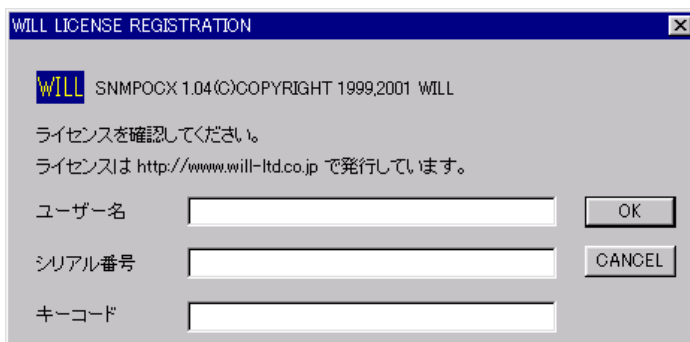 WILL LICENSE REGISTRATION
WILL SNMPOCX 1.04(C)COPYRIGHT 1999,2001 WILL
ライセンスを確認してください。
ライセンスは http://www.will-ltd.co.jp で発行しています。
ユーザー名 OK
シリアル番号 CANCEL
キーコード